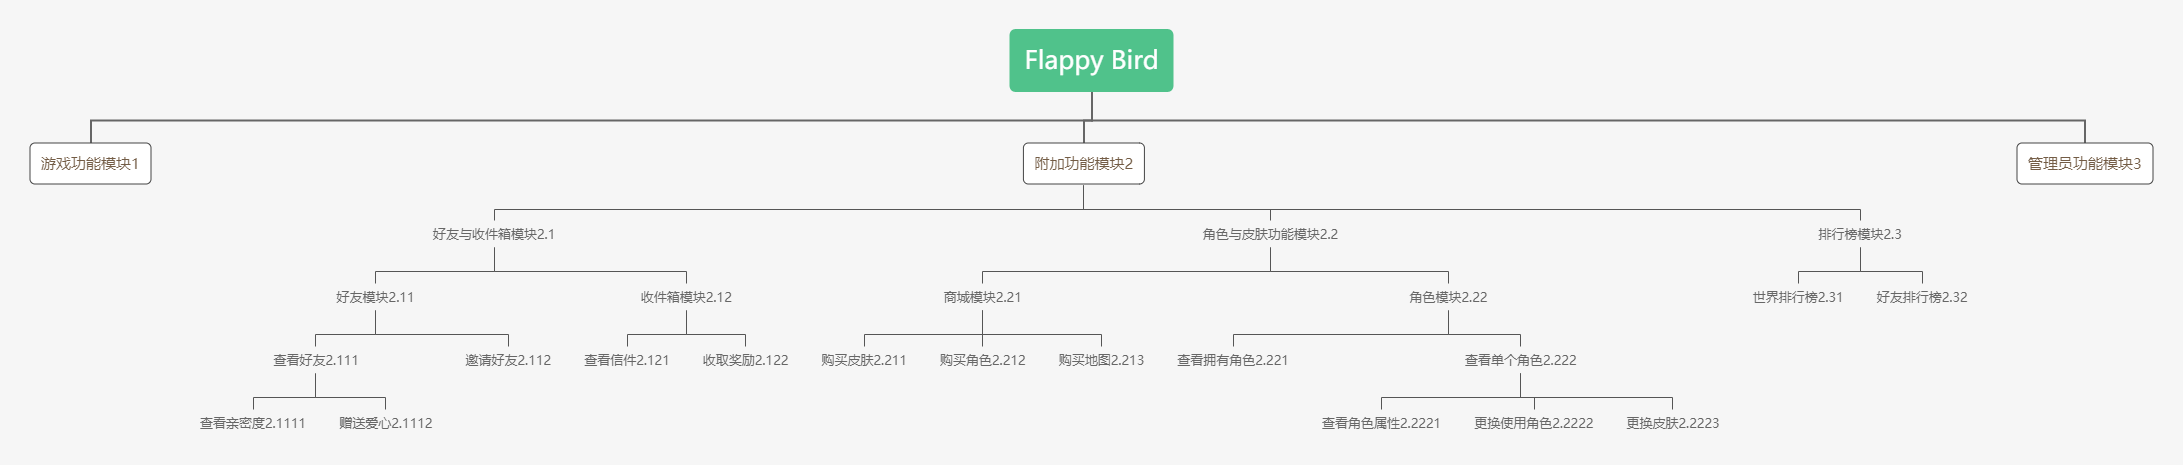 Flappy Bird
游戏功能模块1
附加功能模块2
管理员功能模块3
好友与收件箱模块2.1
角色与皮肤功能模块2.2
排行榜模块2.3
好友模块2.11
收件箱模块2.12
商城模块2.21
角色模块2.22
世界排行榜2.31
好友排行榜2.32
查看好友2.111
邀请好友2.112
查看信件2.121
收取奖励2.122
购买皮肤2.211
购买角色2.212
购买地图2.213
查看拥有角色2.221
查看单个角色2.222
查看亲密度2.1111
赠送爱心2.1112
查看角色属性2.2221
更换使用角色2.2222
更换皮肤2.2223